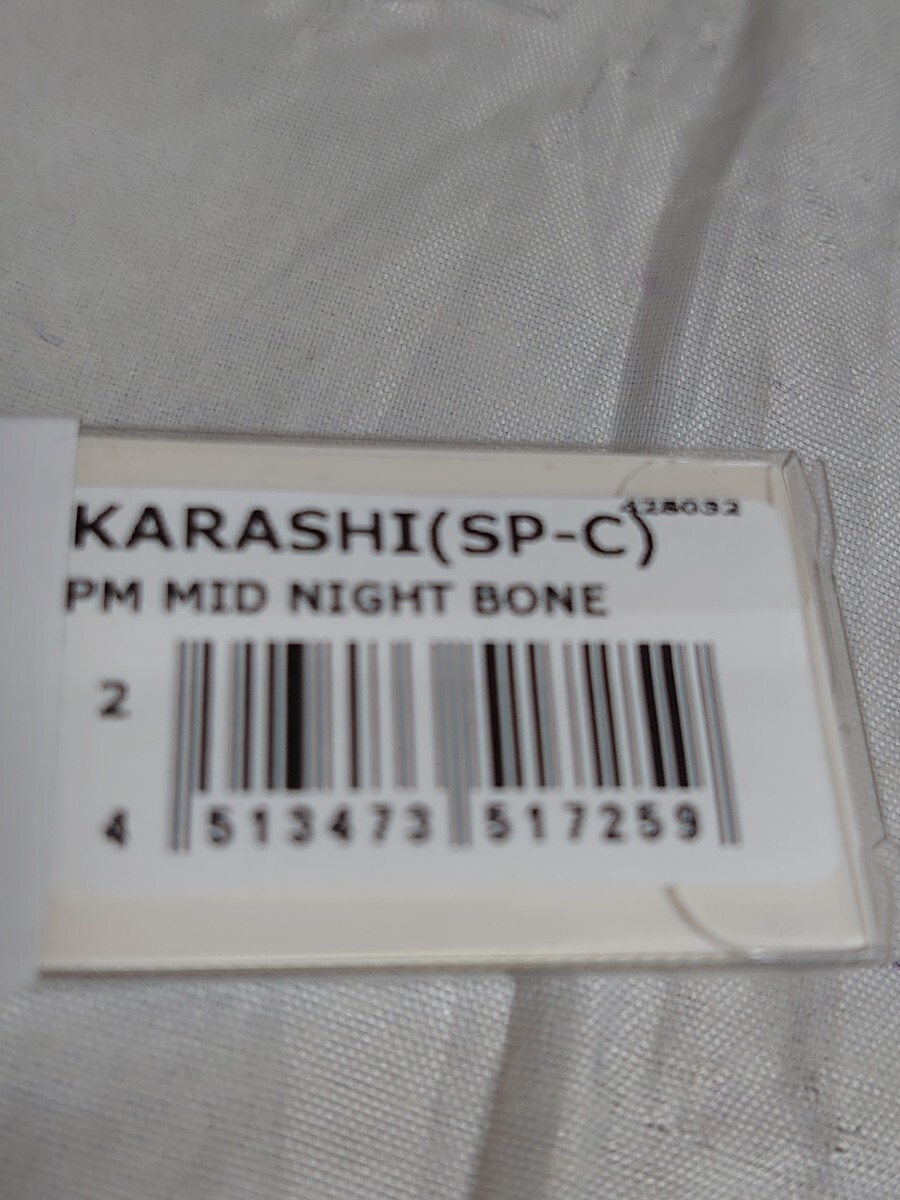 KARASHI(SP-C) 428032
PM MID NIGHT BONE
2
4 513473 517259